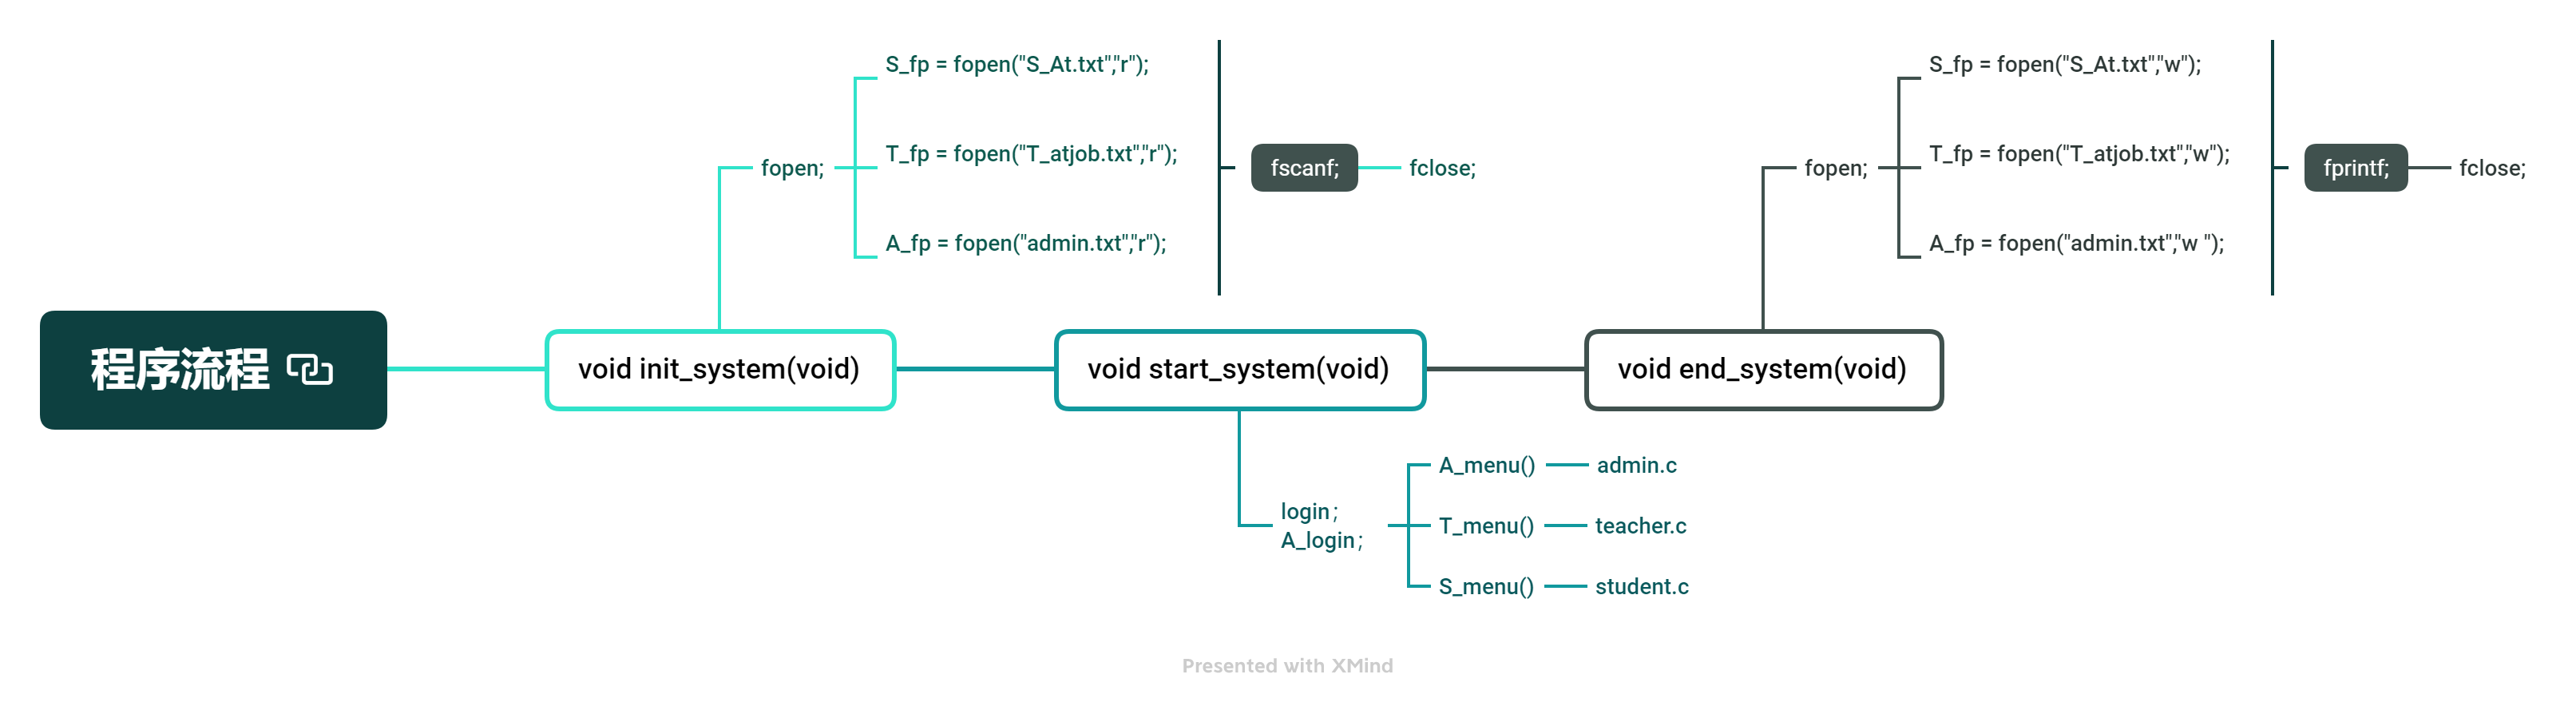 程序流程
void init_system(void)
fopen;
S_fp = fopen("S_At.txt","r");
T_fp = fopen("T_atjob.txt","r");
A_fp = fopen("admin.txt","r");
fscanf;
fclose;
void start_system(void)
login；
A_login；
A_menu()
admin.c
T_menu()
teacher.c
S_menu()
student.c
void end_system(void)
fopen;
S_fp = fopen("S_At.txt","w");
T_fp = fopen("T_atjob.txt","w");
A_fp = fopen("admin.txt","w ");
fprintf;
fclose;
Presented with XMind